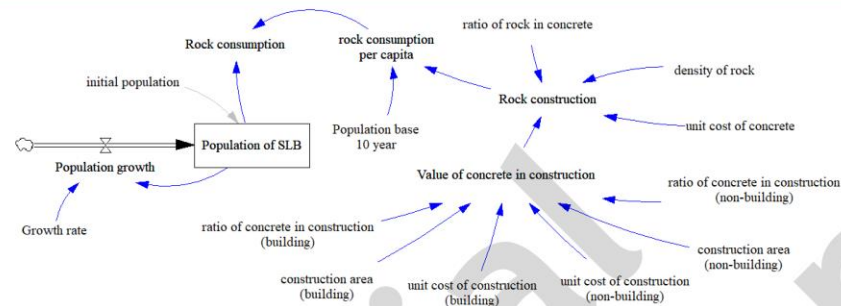 ratio of rock in concrete
Rock consumption
rock consumption
per capita
density of rock
initial population
Rock construction
Population base
10 year
unit cost of concrete
Population of SLB
Population growth
Value of concrete in construction
ratio of concrete in construction
(non-building)
Growth rate
ratio of concrete in construction
(building)
construction area
(non-building)
construction area
(building)
unit cost of construction
(building)
unit cost of construction
(non-building)